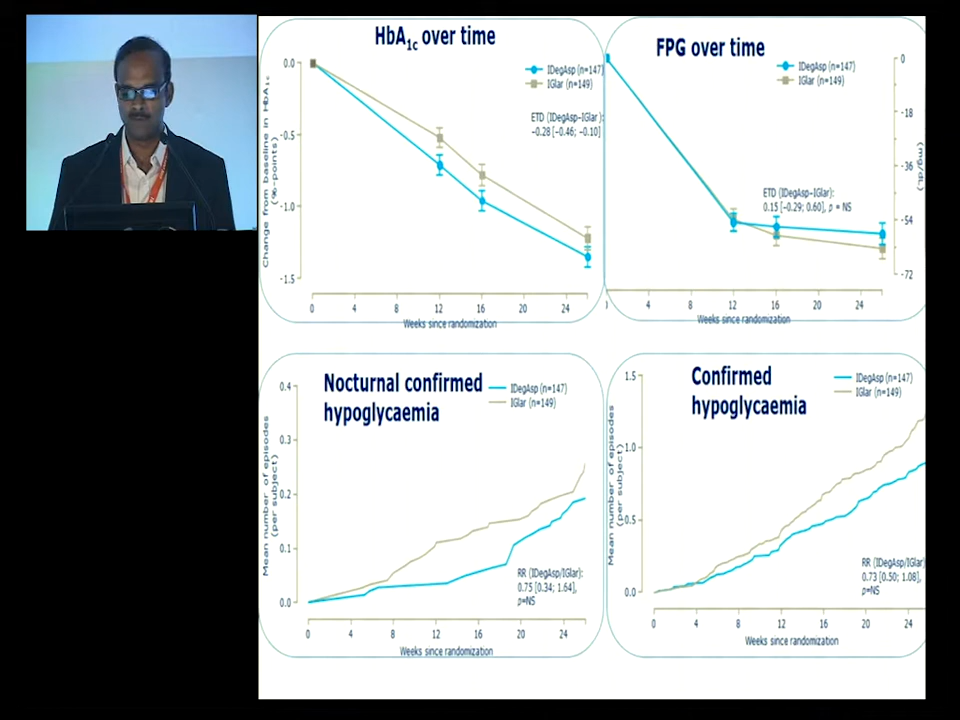 HbA1c over time
IDegAsp (n=147)
IGlar (n=149)
ETD (IDegAsp–IGlar):
–0.28 [–0.46; –0.10]
Change from baseline in HbA1c
(%-points)
0.0
-0.5
-1.0
-1.5
0 4 8 12 16 20 24
Weeks since randomization
FPG over time
IDegAsp (n=147)
IGlar (n=149)
ETD (IDegAsp–IGlar):
0.15 [–0.29; 0.60], p = NS
0
-18
-36
-54
-72
(mg/dL)
0 4 8 12 16 20 24
Weeks since randomization
Nocturnal confirmed
hypoglycaemia
IDegAsp (n=147)
IGlar (n=149)
Mean number of episodes
(per subject)
0.4
0.3
0.2
0.1
0.0
RR (IDegAsp/IGlar):
0.75 [0.34; 1.64],
p=NS
0 4 8 12 16 20 24
Weeks since randomization
Confirmed
hypoglycaemia
IDegAsp (n=147)
IGlar (n=149)
Mean number of episodes
(per subject)
1.5
1.0
0.5
0.0
RR (IDegAsp/IGlar)
0.73 [0.50; 1.08],
p=NS
0 4 8 12 16 20 24
Weeks since randomization